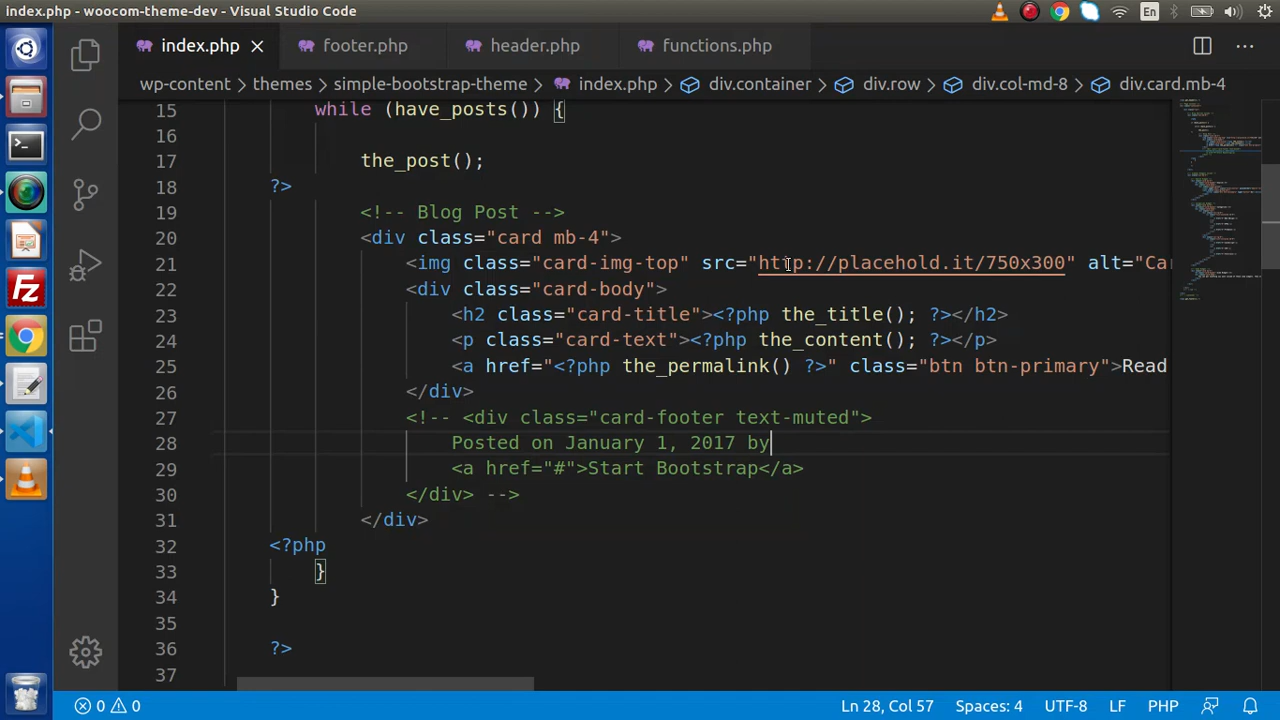 index.php - woocom-theme-dev - Visual Studio Code
En
index.php
footer.php
header.php
functions.php
wp-content
themes
simple-bootstrap-theme
index.php
div.container
div.row
div.col-md-8
div.card.mb-4
15 while (have_posts()) {
16
17 the_post();
18 ?>
19 <!-- Blog Post -->
20 <div class="card mb-4">
21 <img class="card-img-top" src="http://placehold.it/750x300" alt="Ca
22 <div class="card-body">
23 <h2 class="card-title"><?php the_title(); ?></h2>
24 <p class="card-text"><?php the_content(); ?></p>
25 <a href="<?php the_permalink() ?>" class="btn btn-primary">Read
26 </div>
27 <!-- <div class="card-footer text-muted">
28 Posted on January 1, 2017 by
29 <a href="#">Start Bootstrap</a>
30 </div> -->
31 </div>
32 <?php
33 }
34 }
36 ?>
37
0
0
Ln 28, Col 57
Spaces: 4
UTF-8
LF
PHP